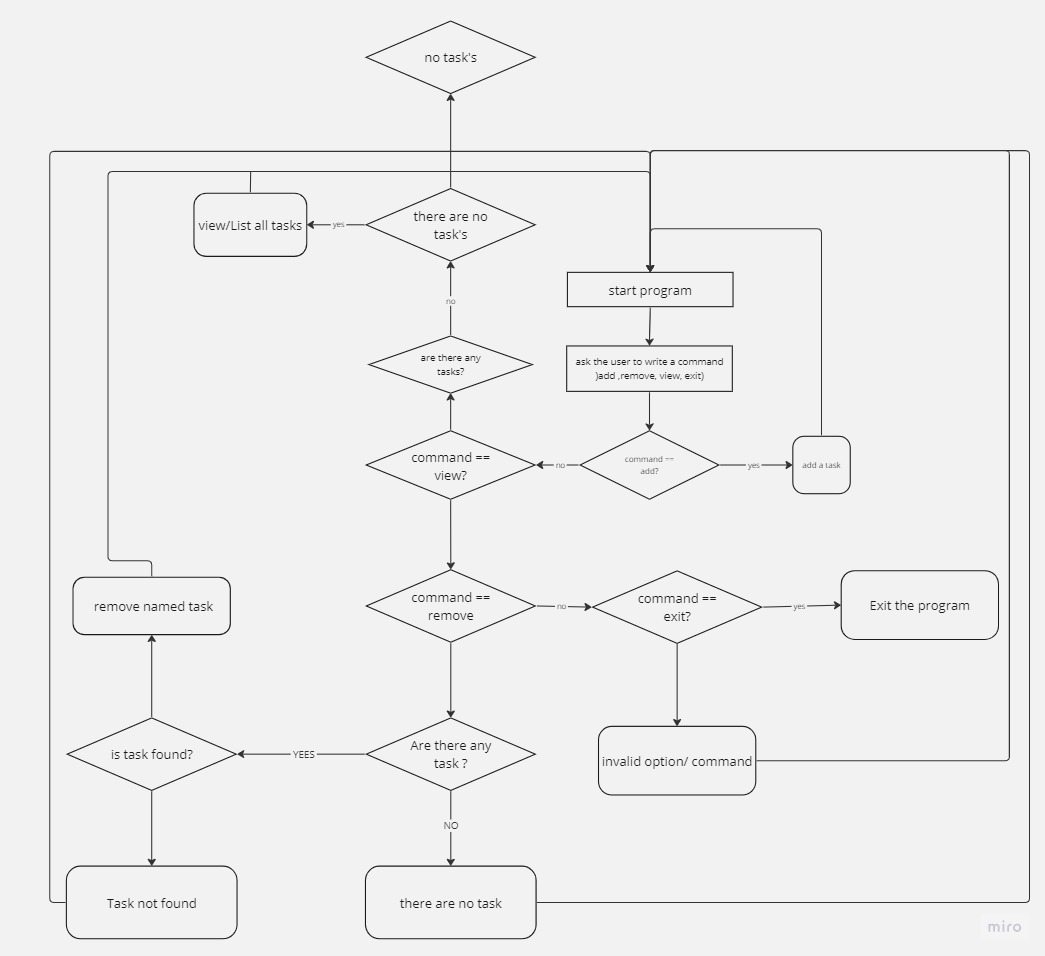 no task's
there are no
task's
view/List all tasks
yes
start program
no
are there any
tasks?
ask the user to write a command
)add ,remove, view, exit)
command ==
view?
no
command ==
add?
yes
add a task
command ==
remove
no
command ==
exit?
yes
Exit the program
remove named task
is task found?
YEES
Are there any
task ?
invalid option/ command
NO
Task not found
there are no task
miro